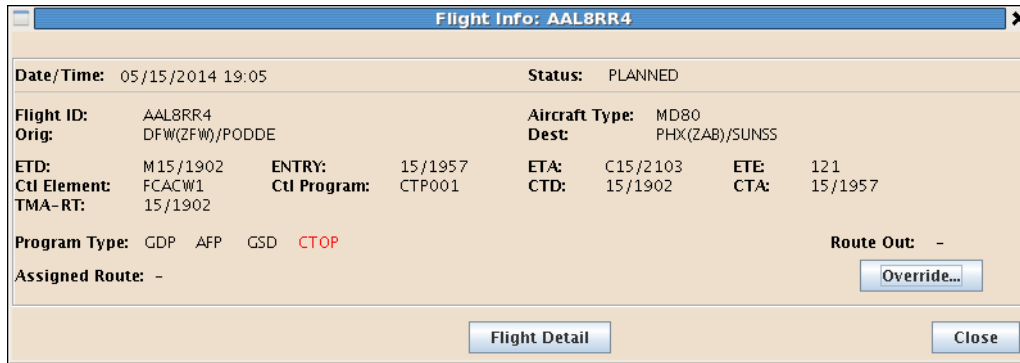 Flight Info: AAL8RR4
Date/Time: 05/15/2014 19:05 Status: PLANNED
Flight ID: AAL8RR4 Aircraft Type: MD80
Orig: DFW(ZFW)/PODDE Dest: PHX(ZAB)/SUNSS
ETD: M15/1902 ENTRY: 15/1957 ETA: C15/2103 ETE: 121
Ctl Element: FCACW1 Ctl Program: CTP001 CTD: 15/1902 CTA: 15/1957
TMA-RT: 15/1902
Program Type: GDP AFP GSD CTOP Route Out: -
Assigned Route: - Override...
Flight Detail Close